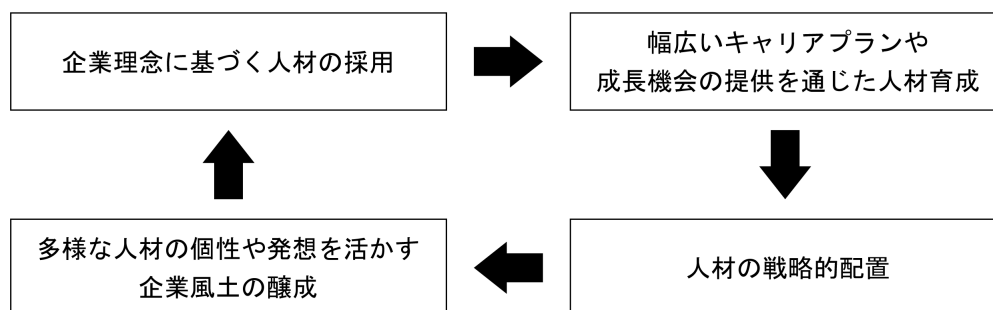 企業理念に基づく人材の採用
幅広いキャリアプランや
成長機会の提供を通じた人材育成
人材の戦略的配置
多様な人材の個性や発想を活かす
企業風土の醸成